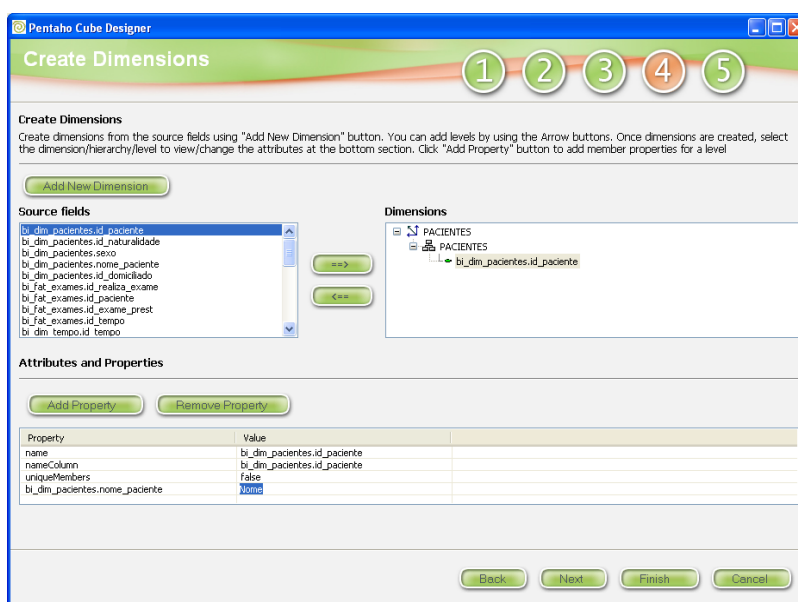 Pentaho Cube Designer
Create Dimensions
1 2 3 4 5
Create Dimensions
Create dimensions from the source fields using "Add New Dimension" button. You can add levels by using the Arrow buttons. Once dimensions are created, select
the dimension/hierarchy/level to view/change the attributes at the bottom section. Click "Add Property" button to add member properties for a level
Add New Dimension
Source fields
bi_dim_pacientes.id_paciente
bi_dim_pacientes.id_naturalidade
bi_dim_pacientes.sexo
bi_dim_pacientes.nome_paciente
bi_dim_pacientes.id_domiciliado
bi_fat_exames.id_realiza_exame
bi_fat_exames.id_paciente
bi_fat_exames.id_exame_prest
bi_fat_exames.id_tempo
bi_dim_tempo.id_tempo
==>
<==
Dimensions
PACIENTES
PACIENTES
bi_dim_pacientes.id_paciente
Attributes and Properties
Add Property Remove Property
Property Value
name bi_dim_pacientes.id_paciente
nameColumn bi_dim_pacientes.id_paciente
uniqueMembers false
bi_dim_pacientes.nome_paciente Nome
Back Next Finish Cancel